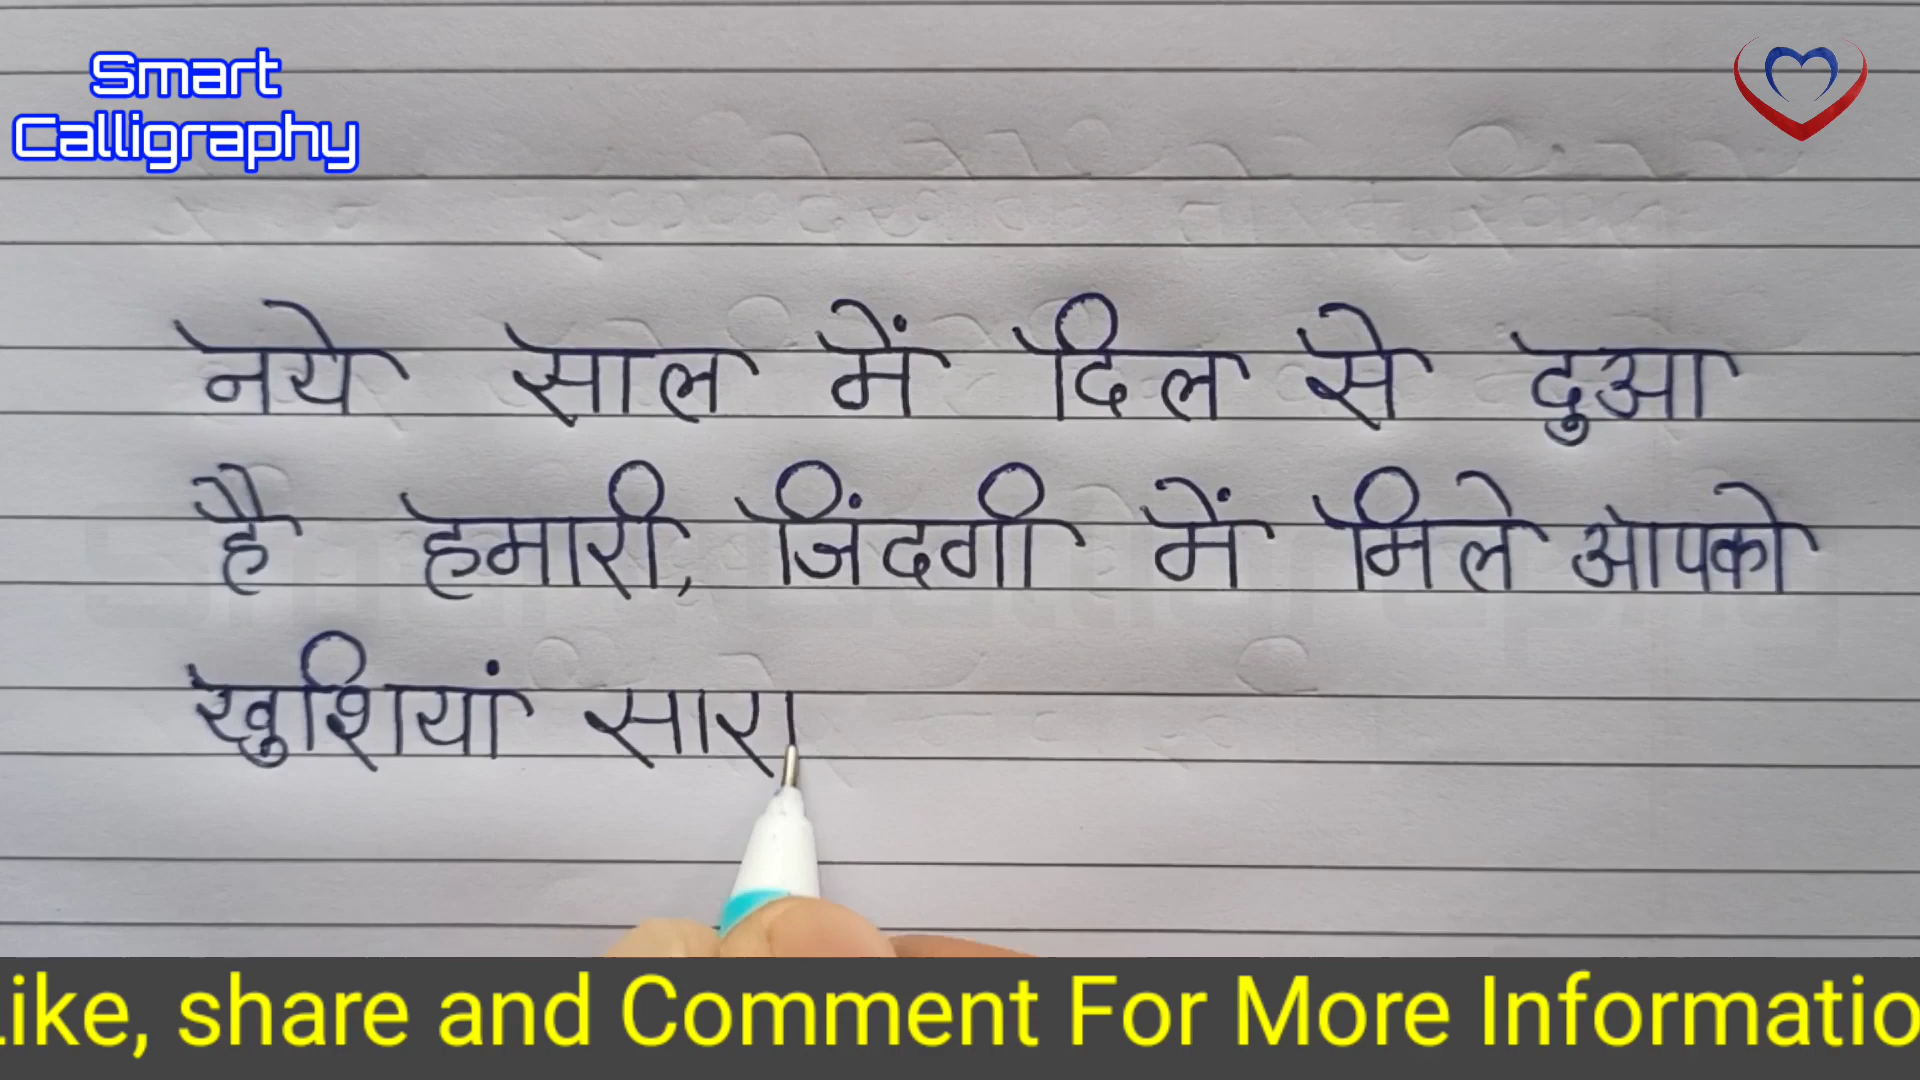 Smart
Calligraphy
नये साल में दिल से दुआ
है हमारी, जिंदगी में मिले आपको
खुशियां सारा
Like, share and Comment For More Informatio